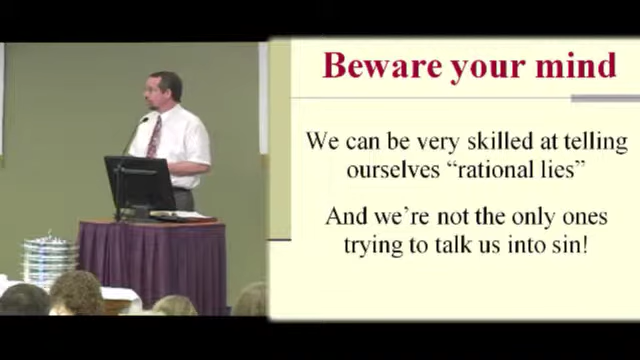 Beware your mind
We can be very skilled at telling
ourselves “rational lies”
And we’re not the only ones
trying to talk us into sin!